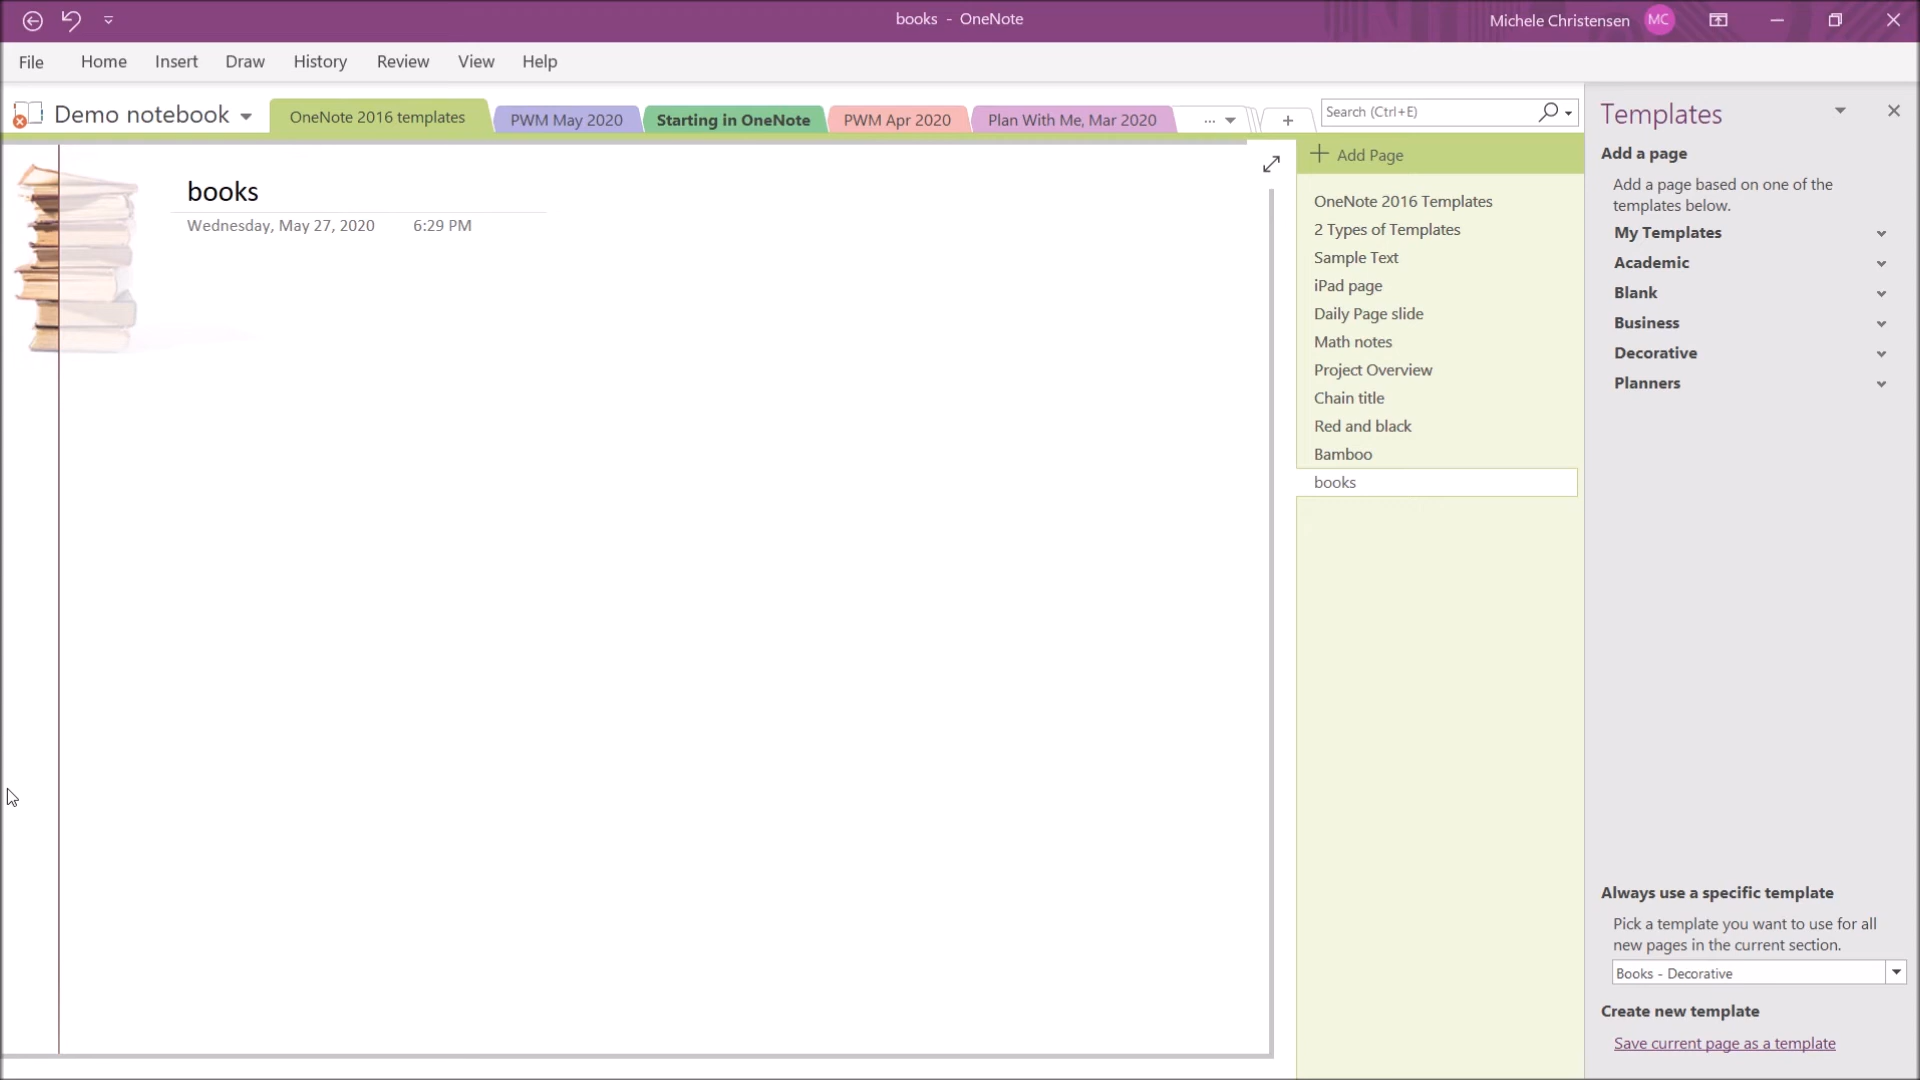 books - OneNote
Michele Christensen
MC
File
Home
Insert
Draw
History
Review
View
Help
Demo notebook
OneNote 2016 templates
PWM May 2020
Starting in OneNote
PWM Apr 2020
Plan With Me, Mar 2020
...
+
Search (Ctrl+E)
books
Wednesday, May 27, 2020 6:29 PM
Add Page
OneNote 2016 Templates
2 Types of Templates
Sample Text
iPad page
Daily Page slide
Math notes
Project Overview
Chain title
Red and black
Bamboo
books
Templates
Add a page
Add a page based on one of the
templates below.
My Templates
Academic
Blank
Business
Decorative
Planners
Always use a specific template
Pick a template you want to use for all
new pages in the current section.
Books - Decorative
Create new template
Save current page as a template